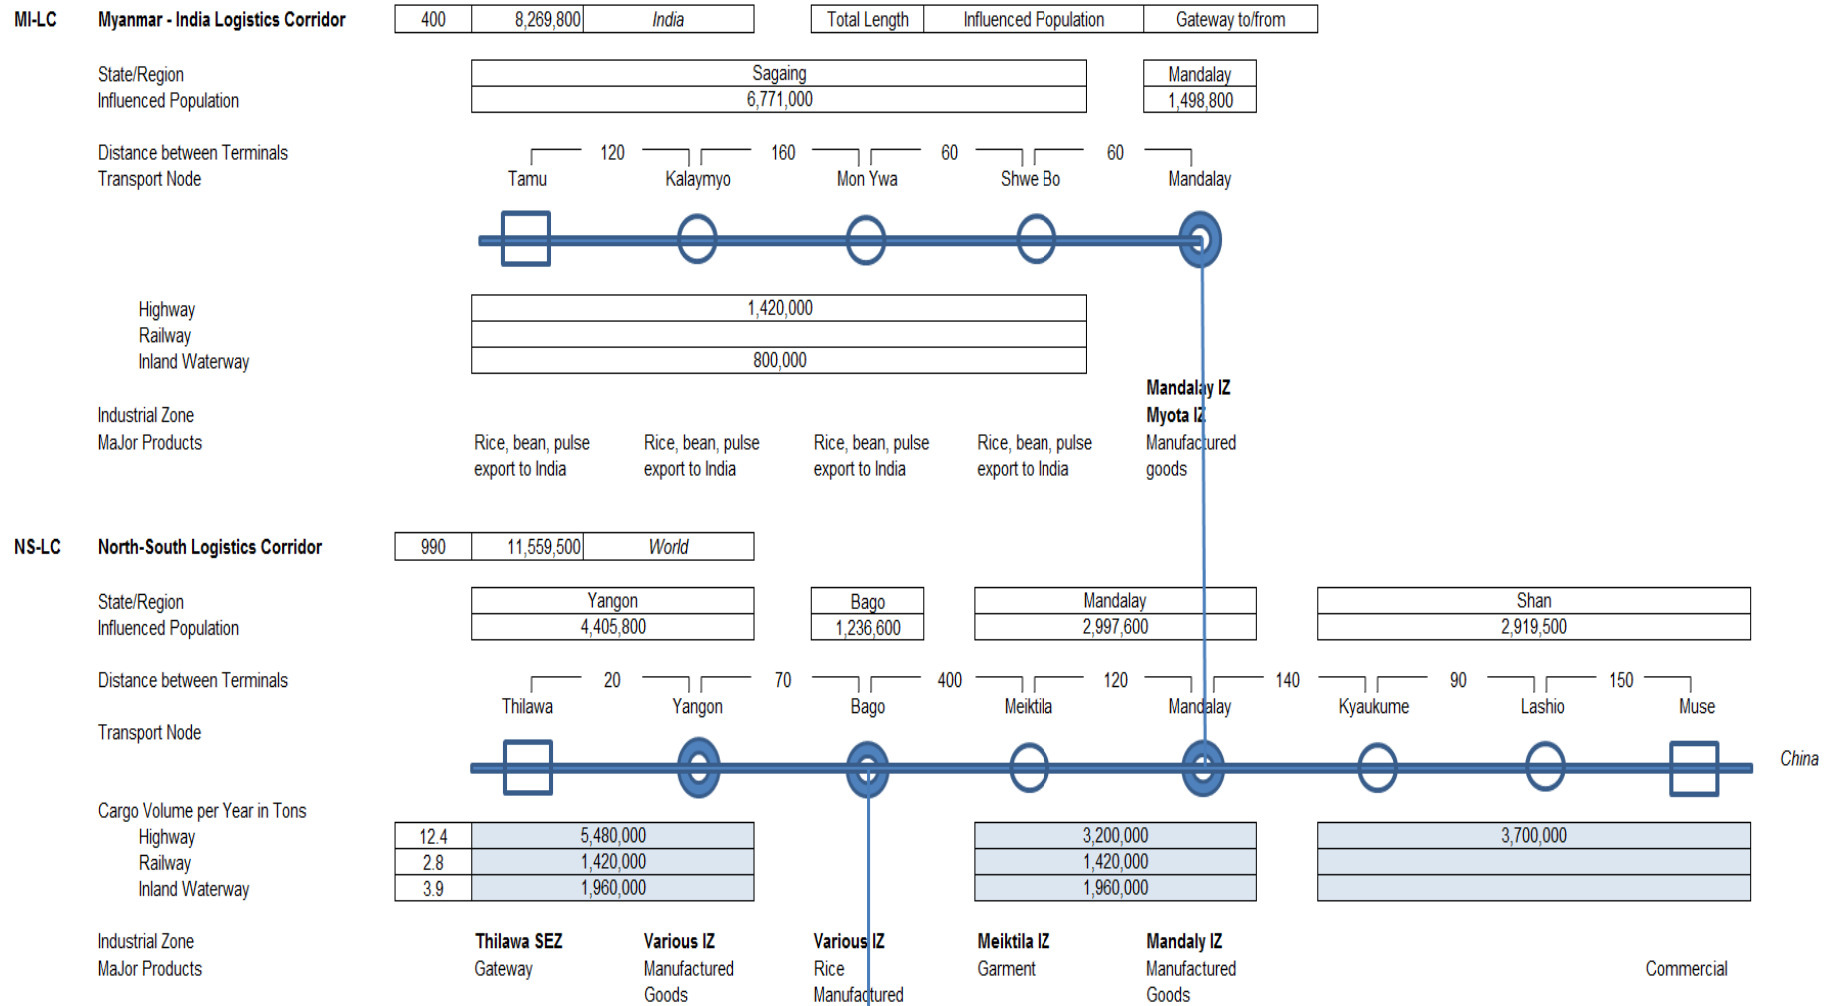 MI-LC Myanmar - India Logistics Corridor 400 8,269,800 India Total Length Influenced Population Gateway to/from
State/Region Sagaing Mandalay
Influenced Population 6,771,000 1,498,800
Distance between Terminals 120 160 60 60
Transport Node Tamu Kalaymyo Mon Ywa Shwe Bo Mandalay
Highway 1,420,000
Railway
Inland Waterway 800,000
Mandalay IZ
Industrial Zone Myota IZ
MaJor Products Rice, bean, pulse Rice, bean, pulse Rice, bean, pulse Rice, bean, pulse Manufactured
export to India export to India export to India export to India goods
NS-LC North-South Logistics Corridor 990 11,559,500 World
State/Region Yangon Bago Mandalay Shan
Influenced Population 4,405,800 1,236,600 2,997,600 2,919,500
Distance between Terminals 20 70 400 120 140 90 150
Thilawa Yangon Bago Meiktila Mandalay Kyaukume Lashio Muse
Transport Node
China
Cargo Volume per Year in Tons
Highway 12.4 5,480,000 3,200,000 3,700,000
Railway 2.8 1,420,000 1,420,000
Inland Waterway 3.9 1,960,000 1,960,000
Industrial Zone Thilawa SEZ Various IZ Various IZ Meiktila IZ Mandaly IZ
MaJor Products Gateway Manufactured Rice Garment Manufactured Commercial
Goods Manufactured Goods